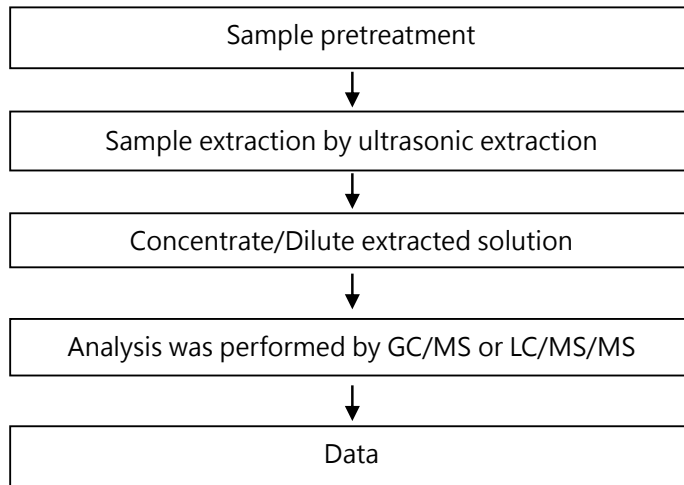 Sample pretreatment
Sample extraction by ultrasonic extraction
Concentrate/Dilute extracted solution
Analysis was performed by GC/MS or LC/MS/MS
Data